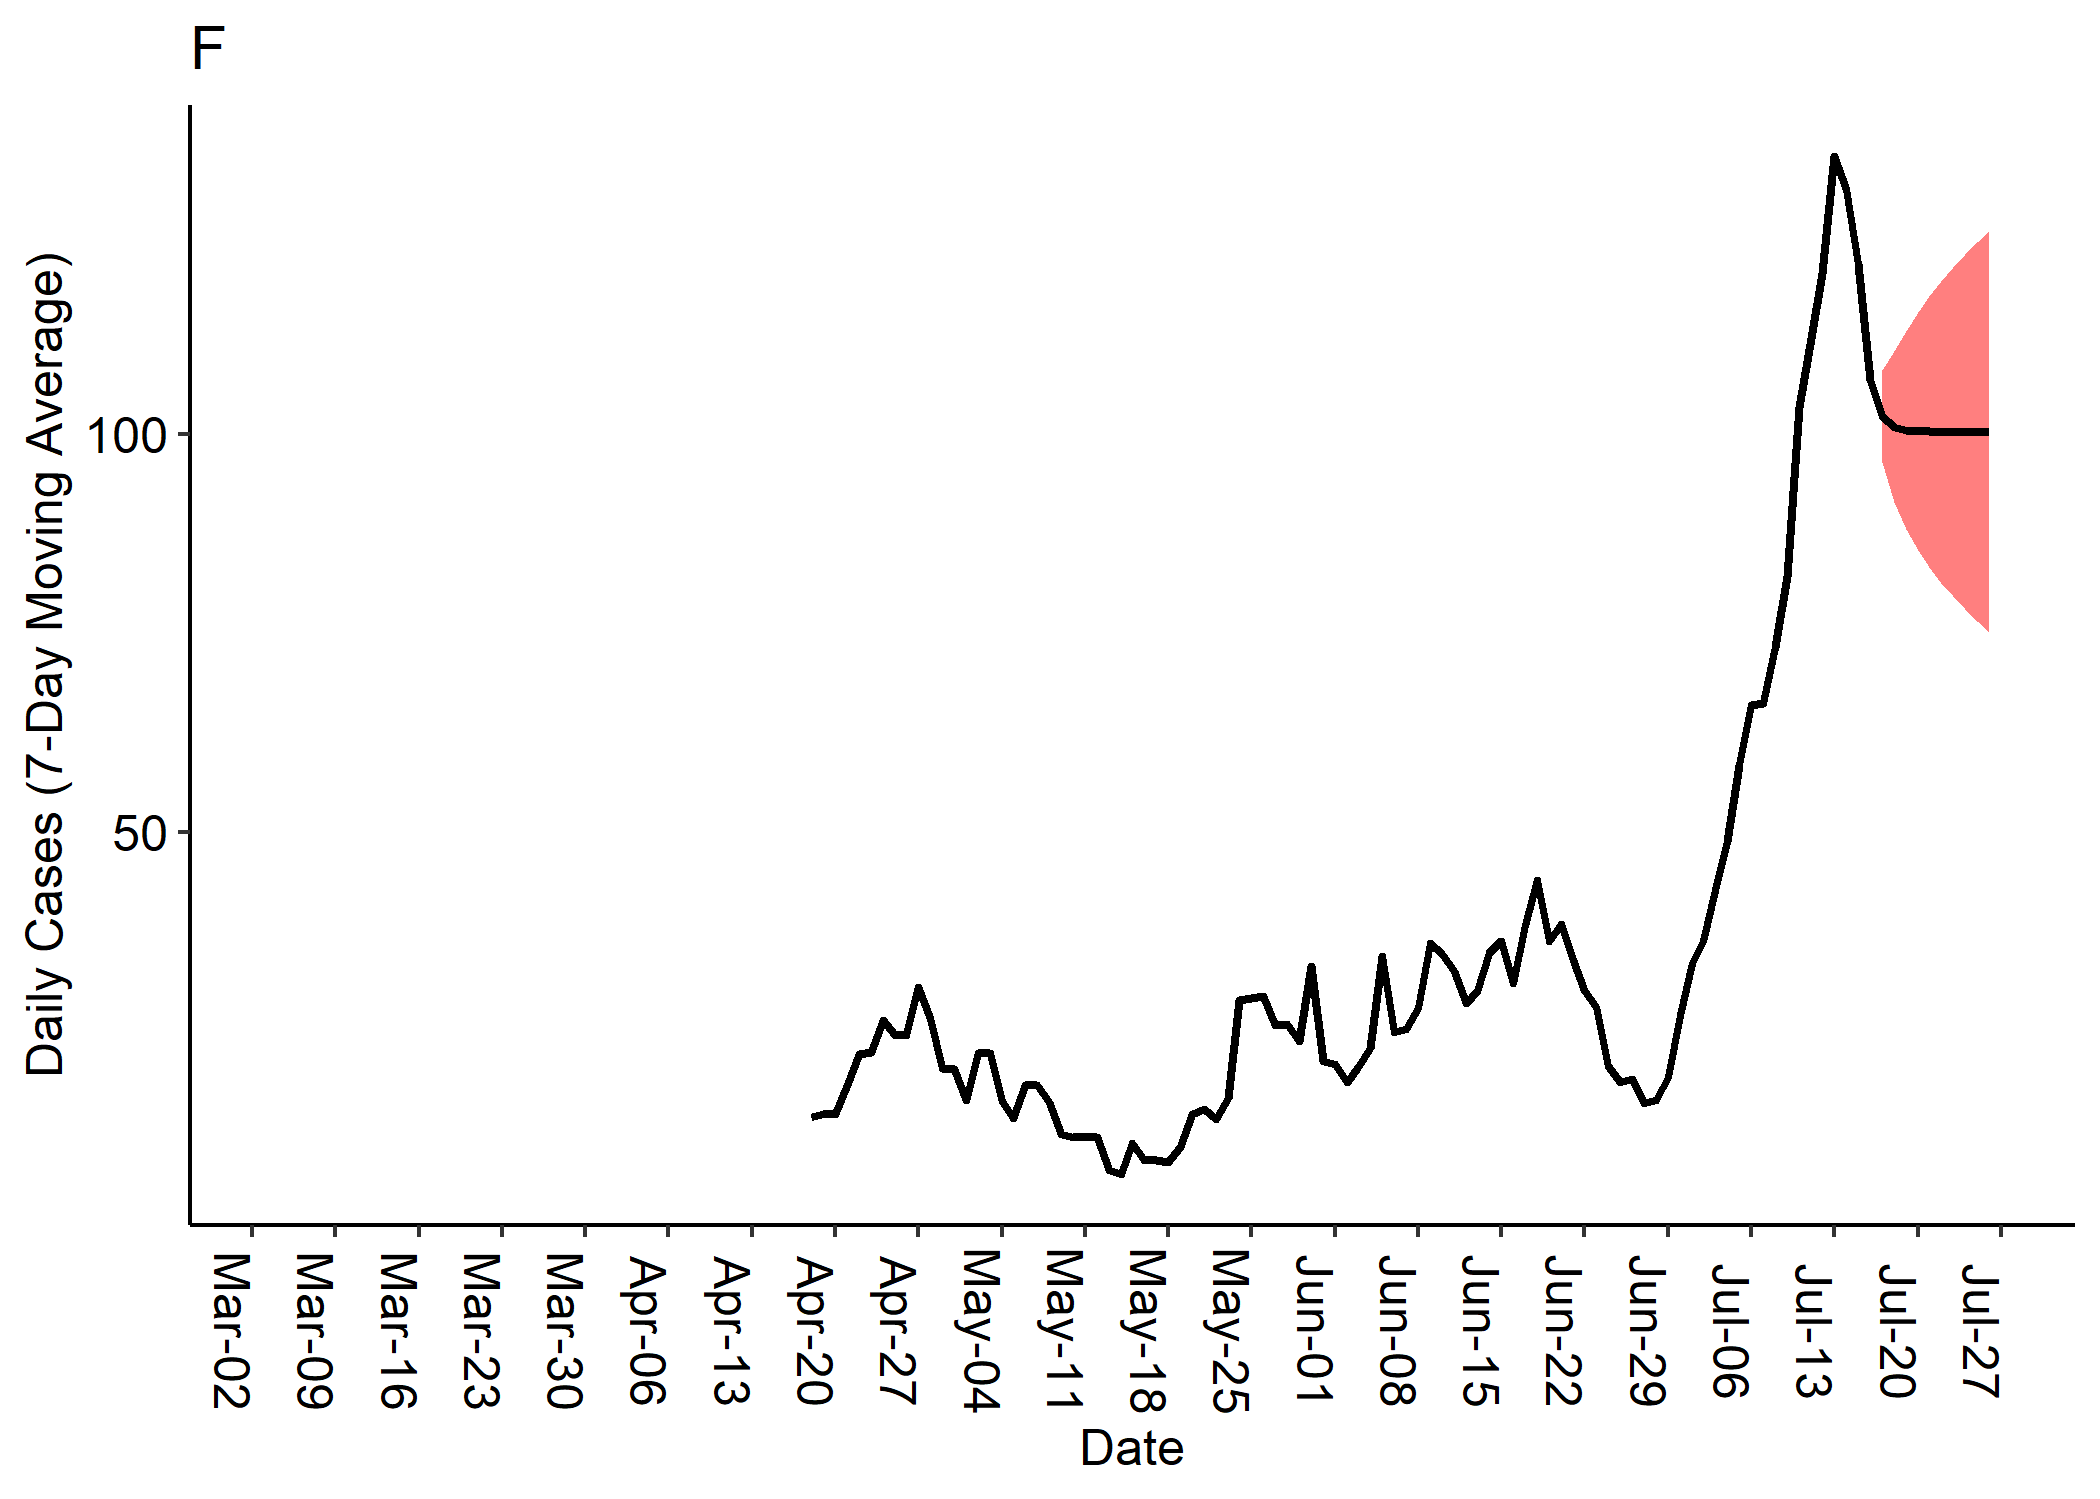 F
Daily Cases (7-Day Moving Average)
100
50
Mar-02
Mar-09
Mar-16
Mar-23
Mar-30
Apr-06
Apr-13
Apr-20
Apr-27
May-04
May-11
May-18
May-25
Jun-01
Jun-08
Jun-15
Jun-22
Jun-29
Jul-06
Jul-13
Jul-20
Jul-27
Date